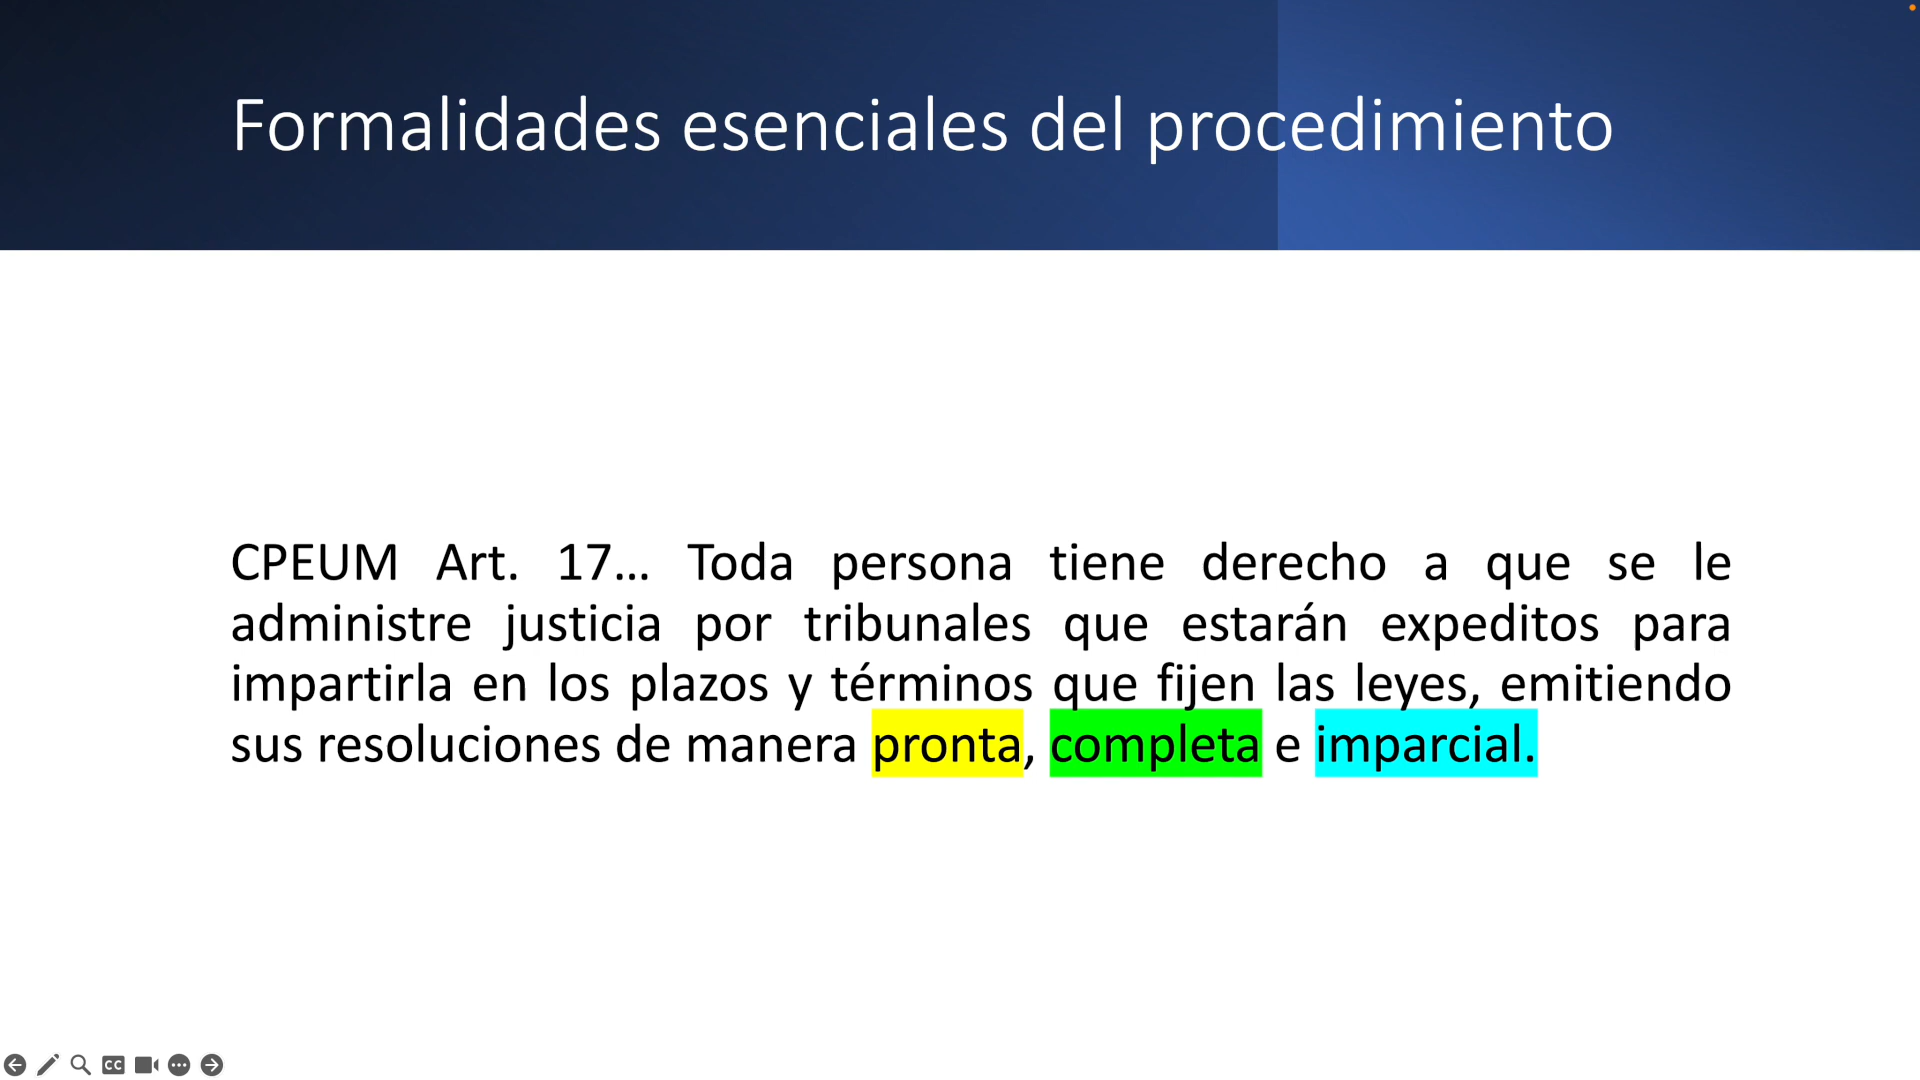 Formalidades esenciales del procedimiento
CPEUM Art. 17... Toda persona tiene derecho a que se le
administre justicia por tribunales que estarán expeditos para
impartirla en los plazos y términos que fijen las leyes, emitiendo
sus resoluciones de manera pronta, completa e imparcial.
CC